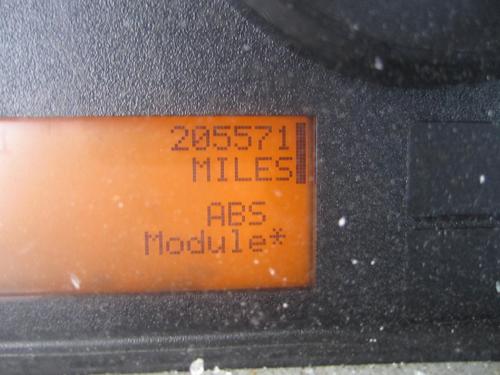 205571
MILES
ABS
Module*